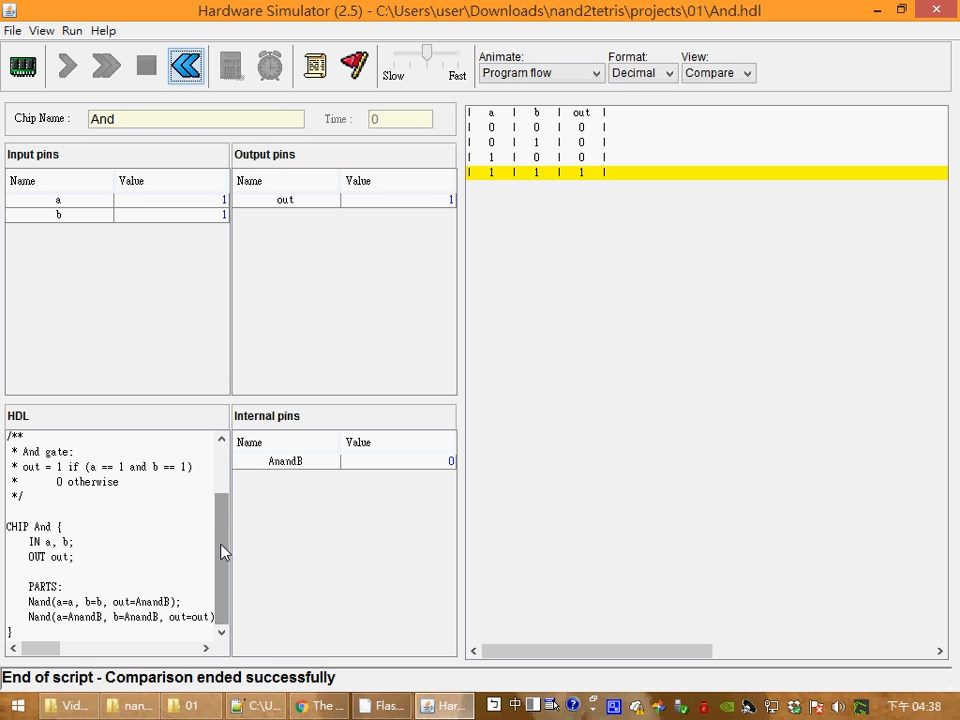 Hardware Simulator (2.5) - C:\Users\user\Downloads\nand2tetris\projects\01\And.hdl
File View Run Help
Slow Fast
Animate:
Program flow
Format:
Decimal
View:
Compare
Chip Name :
And
Time :
0
Input pins
Name Value
a 1
b 1
Output pins
Name Value
out 1
| a | b | out |
| 0 | 0 | 0 |
| 0 | 1 | 0 |
| 1 | 0 | 0 |
| 1 | 1 | 1 |
HDL
/**
* And gate:
* out = 1 if (a == 1 and b == 1)
* 0 otherwise
*/
CHIP And {
IN a, b;
OUT out;
PARTS:
Nand(a=a, b=b, out=AnandB);
Nand(a=AnandB, b=AnandB, out=out)
}
Internal pins
Name Value
AnandB 0
End of script - Comparison ended successfully
Vid... nan... 01 C:\U... The ... Flas... Har... 中 下午 04:38